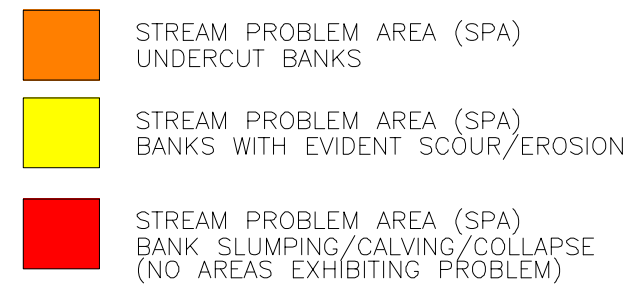 STREAM PROBLEM AREA (SPA)
UNDERCUT BANKS
STREAM PROBLEM AREA (SPA)
BANKS WITH EVIDENT SCOUR/EROSION
STREAM PROBLEM AREA (SPA)
BANK SLUMPING/CALVING/COLLAPSE
(NO AREAS EXHIBITING PROBLEM)